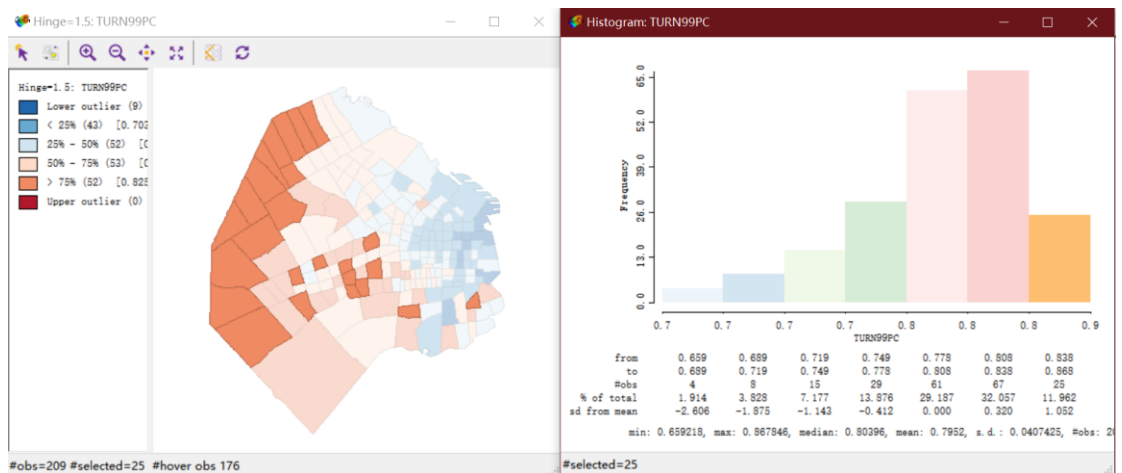 Hinge=1.5: TURN99PC
Hinge=1.5: TURN99PC
Lower outlier (9)
< 25% (43) [0.703
25% - 50% (52) [0
50% - 75% (53) [0
> 75% (52) [0.825
Upper outlier (0)
#obs=209 #selected=25 #hover obs 176
Histogram: TURN99PC
65.0
52.0
39.0
26.0
13.0
0.0
Frequency
0.7 0.7 0.7 0.7 0.8 0.8 0.8 0.9
TURN99PC
from 0.659 0.689 0.719 0.749 0.778 0.808 0.838
to 0.689 0.719 0.749 0.778 0.808 0.838 0.868
#obs 4 8 15 29 61 67 25
% of total 1.914 3.828 7.177 13.876 29.187 32.057 11.962
sd from mean -2.606 -1.875 -1.143 -0.412 0.000 0.320 1.052
min: 0.659218, max: 0.867846, median: 0.80396, mean: 0.7952, s.d.: 0.0407425, #obs: 20
#selected=25